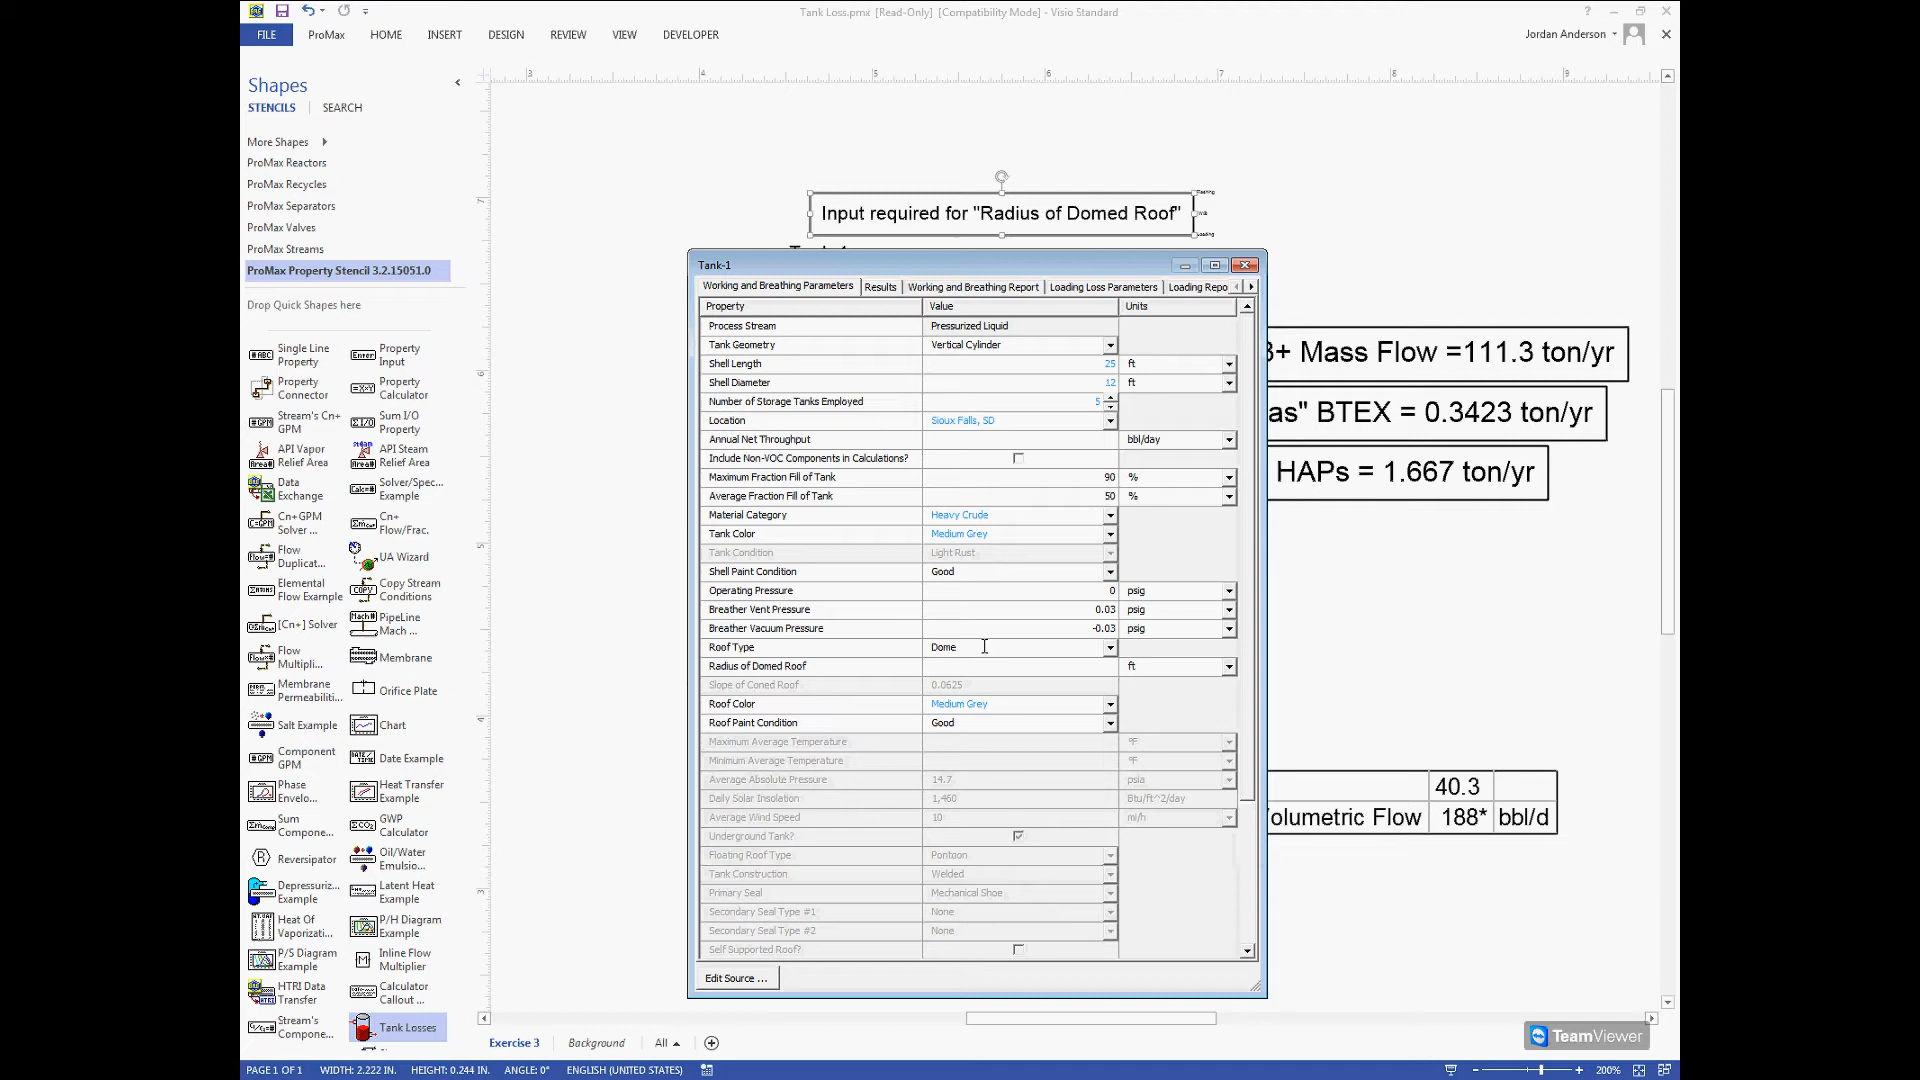 Tank Loss.pmx [Read-Only] [Compatibility Mode] - Visio Standard
FILE ProMax HOME INSERT DESIGN REVIEW VIEW DEVELOPER
Jordan Anderson
Shapes
STENCILS SEARCH
More Shapes
ProMax Reactors
ProMax Recycles
ProMax Separators
ProMax Valves
ProMax Streams
ProMax Property Stencil 3.2.15051.0
Drop Quick Shapes here
Single Line Property
Property Input
Property Connector
Property Calculator
Stream's Cn+ GPM
Sum I/O Property
API Vapor Relief Area
API Steam Relief Area
Data Exchange
Solver/Spec... Example
Cn+GPM Solver ...
Cn+ Flow/Frac.
Flow Duplicat...
UA Wizard
Elemental Flow Example
Copy Stream Conditions
[Cn+] Solver
PipeLine Mach ...
Flow Multipli...
Membrane
Membrane Permeabiliti...
Orifice Plate
Salt Example
Chart
Component GPM
Date Example
Phase Envelo...
Heat Transfer Example
Sum Compone...
GWP Calculator
Reversipator
Oil/Water Emulsio...
Depressuriz... Example
Latent Heat Example
Heat Of Vaporizati...
P/H Diagram Example
P/S Diagram Example
Inline Flow Multiplier
HTRI Data Transfer
Calculator Callout ...
Stream's Compone...
Tank Losses
3 4 5 6 7 8 9
7
6
5
4
3
Input required for "Radius of Domed Roof"
Flashing
W/B
Loading
Tank-1
Working and Breathing Parameters Results Working and Breathing Report Loading Loss Parameters Loading Repo
Property Value Units
Process Stream Pressurized Liquid
Tank Geometry Vertical Cylinder
Shell Length 25 ft
Shell Diameter 12 ft
Number of Storage Tanks Employed 5
Location Sioux Falls, SD
Annual Net Throughput bbl/day
Include Non-VOC Components in Calculations?
Maximum Fraction Fill of Tank 90 %
Average Fraction Fill of Tank 50 %
Material Category Heavy Crude
Tank Color Medium Grey
Tank Condition Light Rust
Shell Paint Condition Good
Operating Pressure 0 psig
Breather Vent Pressure 0.03 psig
Breather Vacuum Pressure -0.03 psig
Roof Type Dome
Radius of Domed Roof ft
Slope of Coned Roof 0.0625
Roof Color Medium Grey
Roof Paint Condition Good
Maximum Average Temperature °F
Minimum Average Temperature °F
Average Absolute Pressure 14.7 psia
Daily Solar Insolation 1,460 Btu/ft^2/day
Average Wind Speed 10 mi/h
Underground Tank?
Floating Roof Type Pontoon
Tank Construction Welded
Primary Seal Mechanical Shoe
Secondary Seal Type #1 None
Secondary Seal Type #2 None
Self Supported Roof?
Edit Source ...
3+ Mass Flow =111.3 ton/yr
as" BTEX = 0.3423 ton/yr
HAPs = 1.667 ton/yr
40.3
olumetric Flow 188* bbl/d
TeamViewer
Exercise 3 Background All
PAGE 1 OF 1 WIDTH: 2.222 IN. HEIGHT: 0.244 IN. ANGLE: 0° ENGLISH (UNITED STATES) 200%